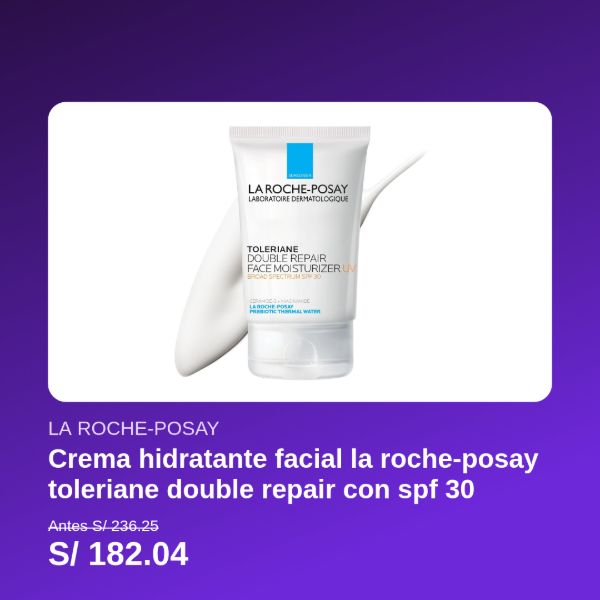 LA ROCHE-POSAY
LABORATOIRE DERMATOLOGIQUE
TOLERIANE
DOUBLE REPAIR
FACE MOISTURIZER UV
BROAD SPECTRUM SPF 30
CERAMIDE-3 + NIACINAMIDE
LA ROCHE-POSAY
PREBIOTIC THERMAL WATER
LA ROCHE-POSAY
Crema hidratante facial la roche-posay
toleriane double repair con spf 30
Antes S/ 236.25
S/ 182.04